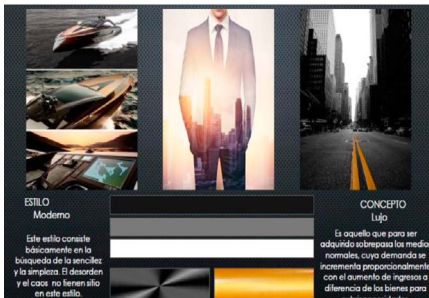 ESTILO
Moderno
Este estilo consiste
básicamente en la
búsqueda de la sencillez
y la simpleza. El desorden
y el caos no tienen sitio
en este estilo.
CONCEPTO
Lujo
Es aquello que para ser
adquirido sobrepasa los medios
normales, cuya demanda se
incrementa proporcionalmente
con el aumento de ingresos a
diferencia de los bienes para